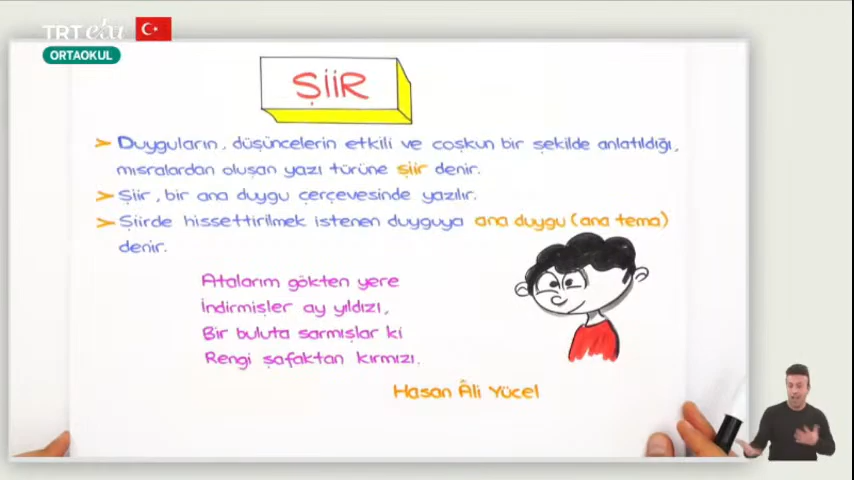 TRT edu
ORTAOKUL
ŞİİR
➤ Duyguların, düşüncelerin etkili ve coşkun bir şekilde anlatıldığı,
mısralardan oluşan yazı türüne şiir denir.
➤ Şiir, bir ana duygu çerçevesinde yazılır.
➤ Şiirde hissettirilmek istenen duyguya ana duygu (ana tema)
denir.
Atalarım gökten yere
İndirmişler ay yıldızı,
Bir buluta sarmışlar ki
Rengi şafaktan kırmızı.
Hasan Âli Yücel